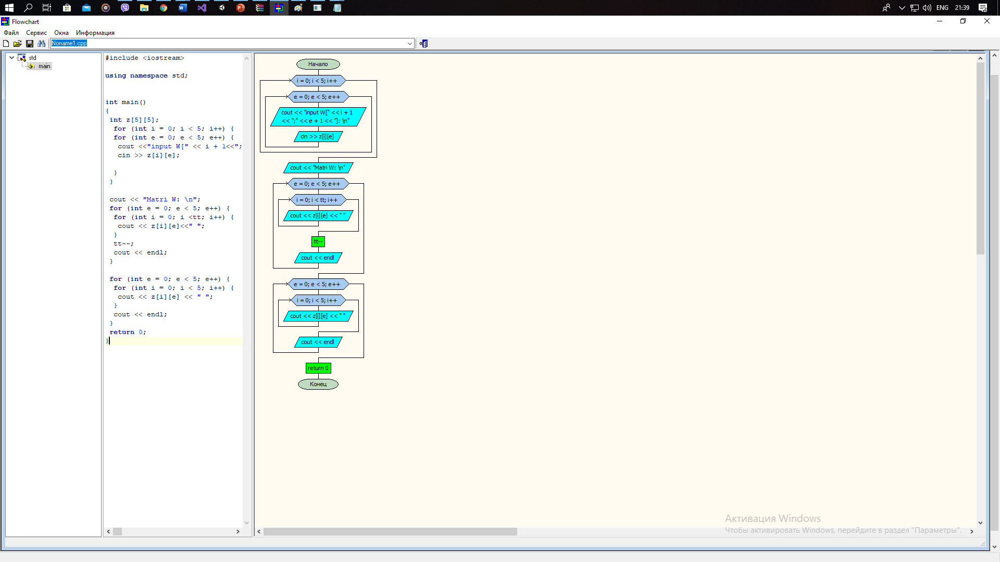 ENG 21:39
Flowchart
Файл Сервис Окна Информация
Noname1.cpp
std
main
#include <iostream>
using namespace std;
int main()
{
int z[5][5];
for (int i = 0; i < 5; i++) {
for (int e = 0; e < 5; e++) {
cout <<"input W[" << i + 1<<";
cin >> z[i][e];
}
}
cout << "Matri W: \n";
for (int e = 0; e < 5; e++) {
for (int i = 0; i <tt; i++) {
cout << z[i][e]<<" ";
}
tt--;
cout << endl;
}
for (int e = 0; e < 5; e++) {
for (int i = 0; i < 5; i++) {
cout << z[i][e] << " ";
}
cout << endl;
}
return 0;
}
Начало
i = 0; i < 5; i++
e = 0; e < 5; e++
cout << "input W[" << i + 1
<< ";" << e + 1 << "]: \n"
cin >> z[i][e]
cout << "Matri W: \n"
e = 0; e < 5; e++
i = 0; i < tt; i++
cout << z[i][e] << " "
tt--
cout << endl
e = 0; e < 5; e++
i = 0; i < 5; i++
cout << z[i][e] << " "
cout << endl
return 0
Конец
Активация Windows
Чтобы активировать Windows, перейдите в раздел "Параметры".